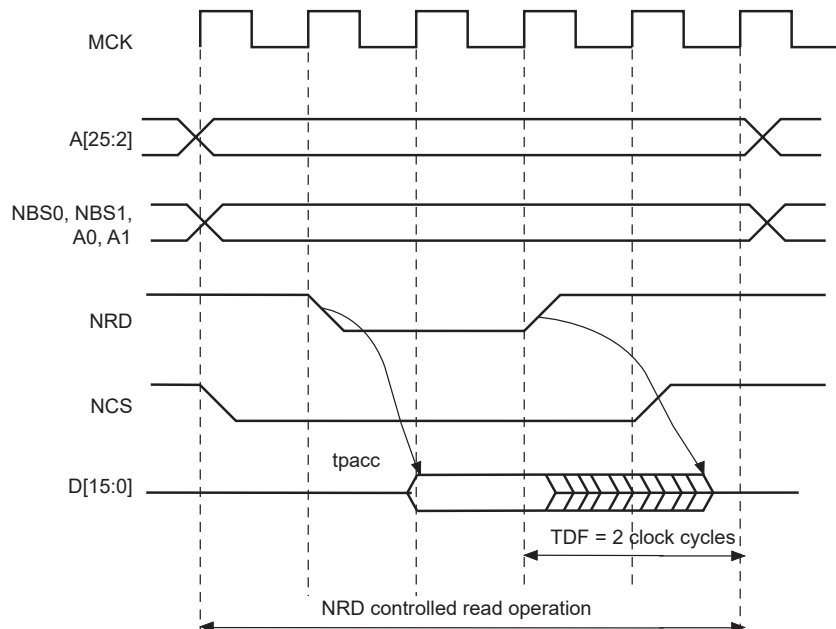 MCK
A[25:2]
NBS0, NBS1,
A0, A1
NRD
NCS
tpacc
D[15:0]
TDF = 2 clock cycles
NRD controlled read operation